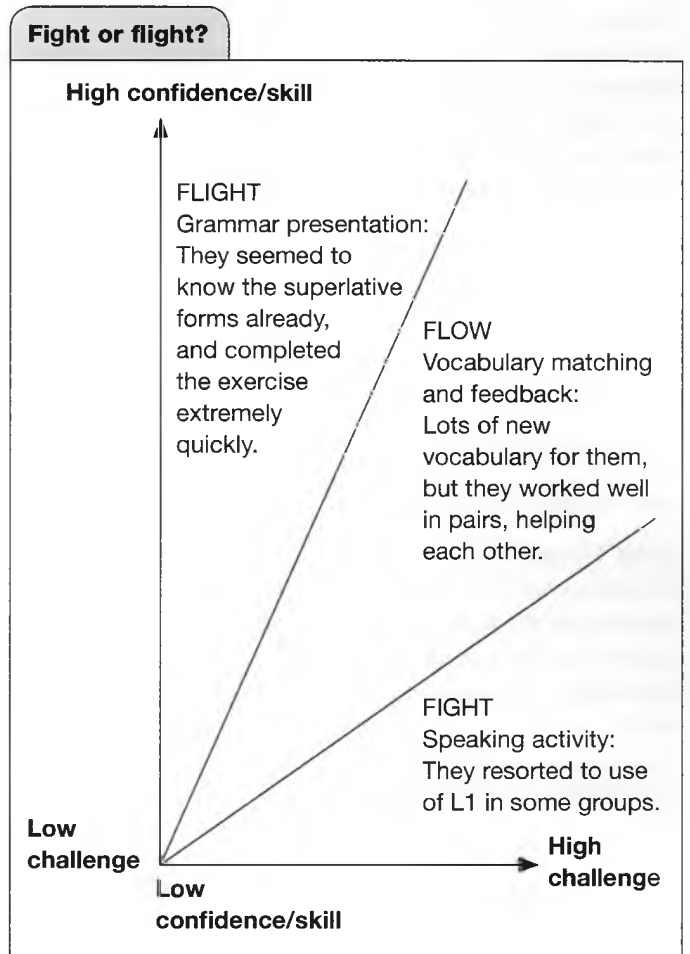 Fight or flight?
High confidence/skill
FLIGHT
Grammar presentation:
They seemed to
know the superlative
forms already,
and completed
the exercise
extremely
quickly.
FLOW
Vocabulary matching
and feedback:
Lots of new
vocabulary for them,
but they worked well
in pairs, helping
each other.
FIGHT
Speaking activity:
They resorted to use
of L1 in some groups.
Low
challenge
High
challenge
Low
confidence/skill